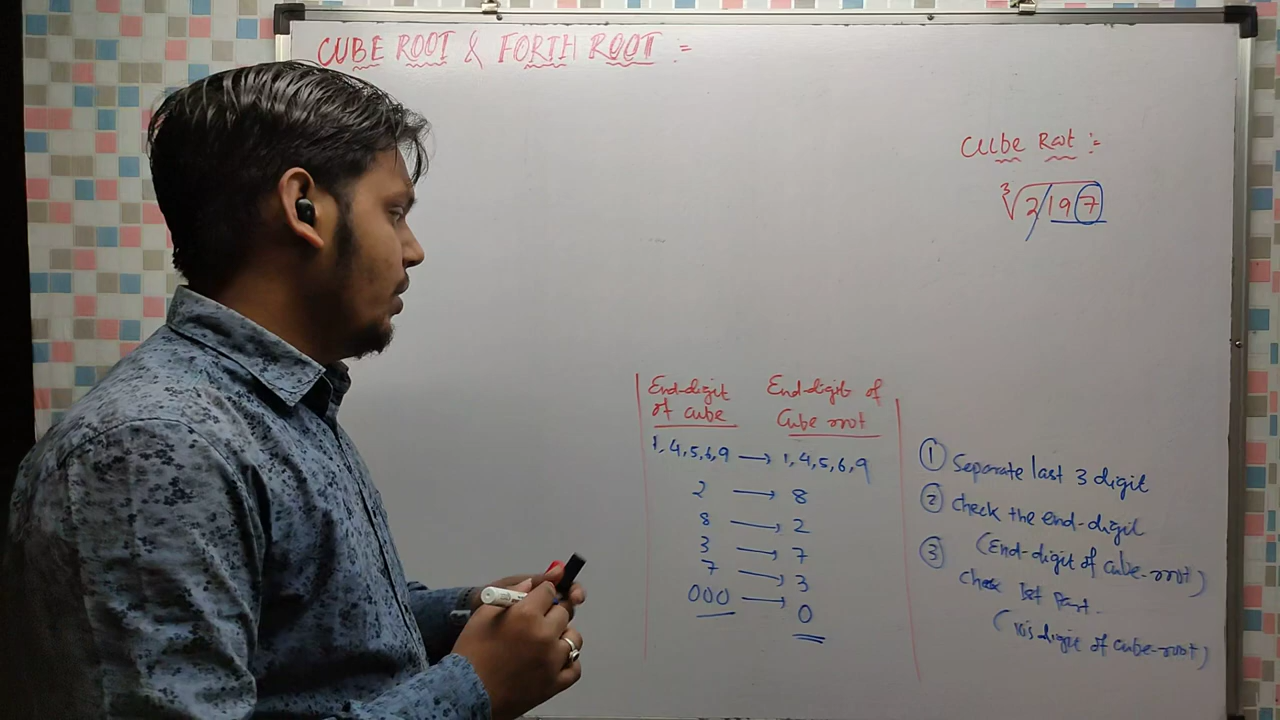 CUBE ROOT & FORTH ROOT :-
Cube Root :-
∛2/197
End-digit of cube
End-digit of Cube root
1, 4, 5, 6, 9 → 1, 4, 5, 6, 9
2 → 8
8 → 2
3 → 7
7 → 3
000 → 0
① Separate last 3 digit
② Check the end-digit
(End-digit of cube-root)
③ Check 1st Part.
(10's digit of cube-root)